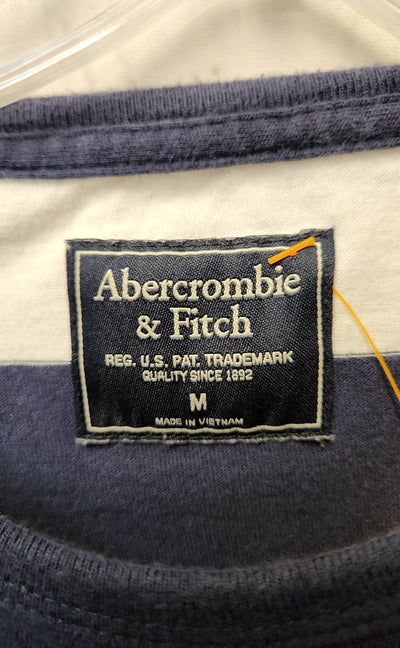 Abercrombie
& Fitch
REG. U.S. PAT. TRADEMARK
QUALITY SINCE 1892
M
MADE IN VIETNAM